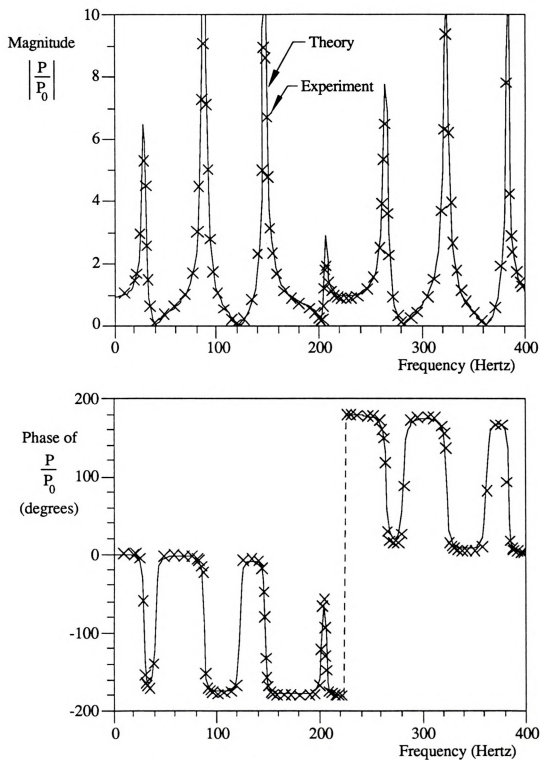 10
Magnitude
|P/P₀|
Theory
8
Experiment
6
4
2
0
0
100
200
300
400
Frequency (Hertz)
200
Phase of
P/P₀
(degrees)
100
0
-100
-200
0
100
200
300
400
Frequency (Hertz)